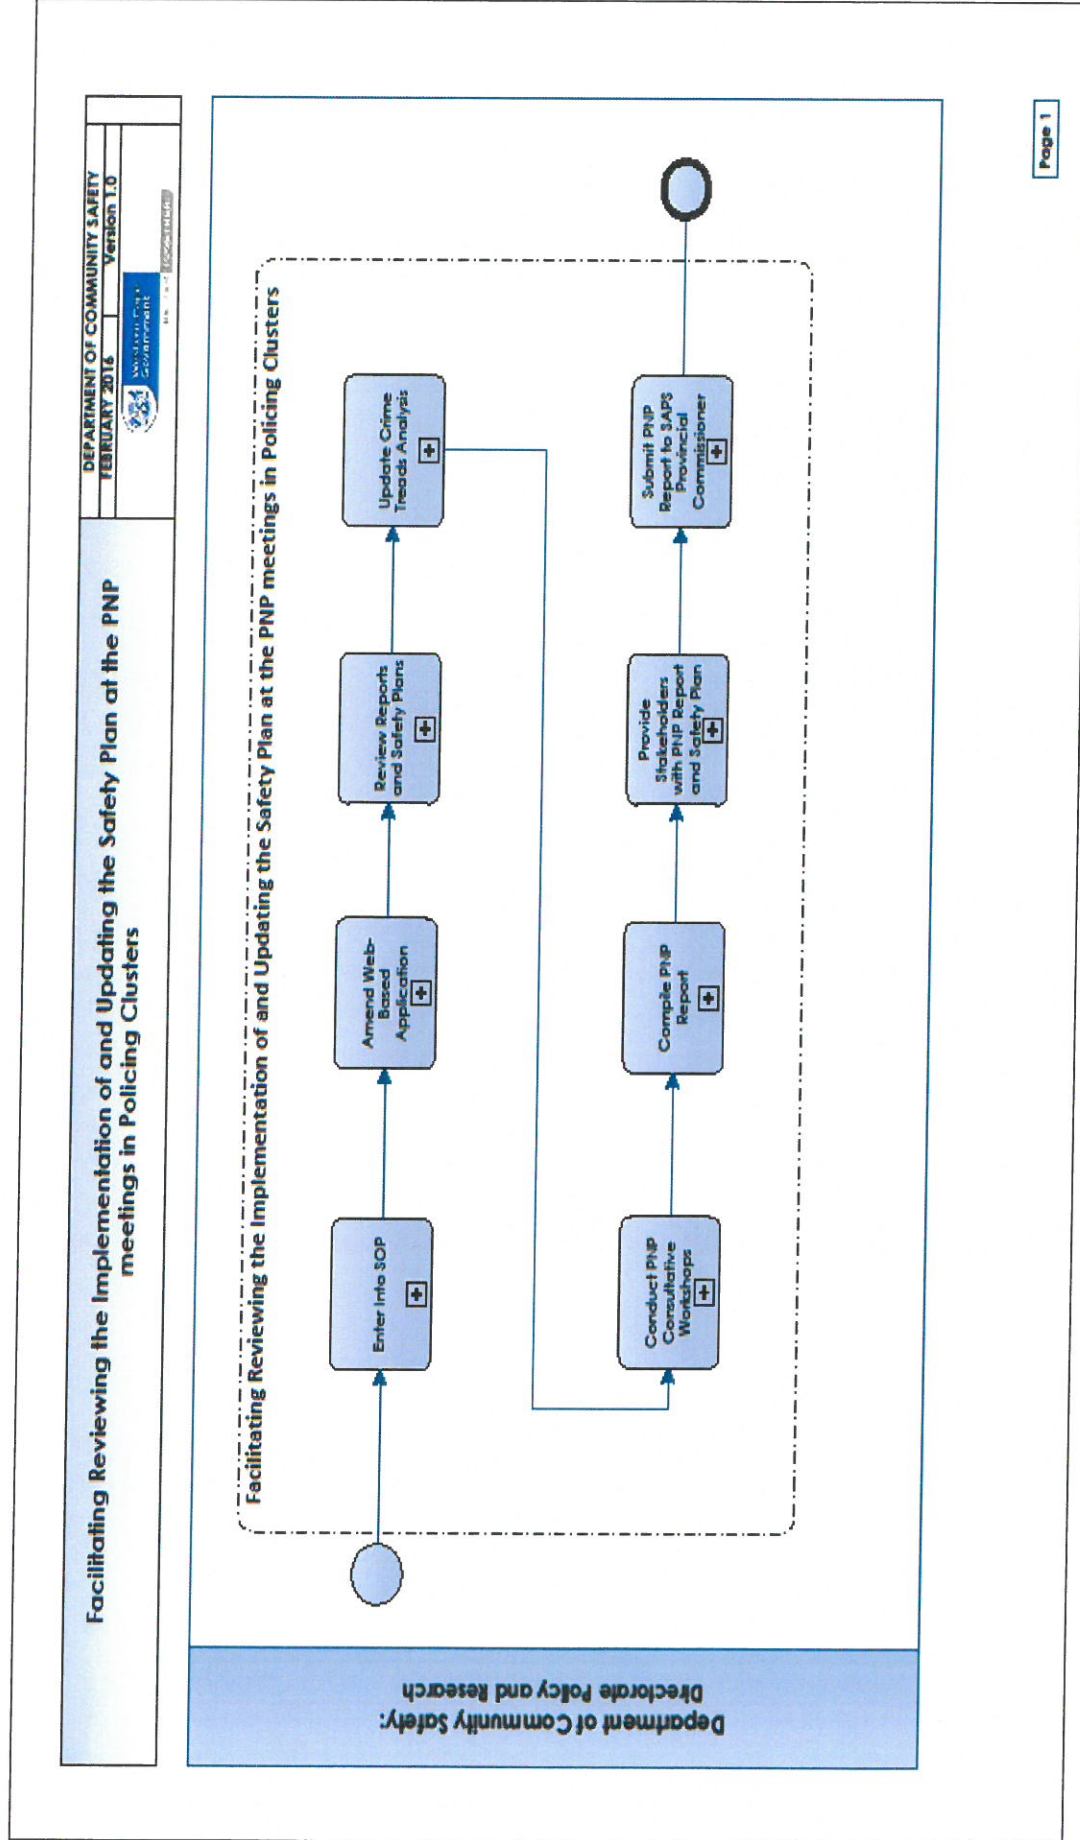 Facilitating Reviewing the Implementation of and Updating the Safety Plan at the PNP
meetings in Policing Clusters
DEPARTMENT OF COMMUNITY SAFETY
FEBRUARY 2016
Version 1.0
Western Cape
Government
Department of Community Safety:
Directorate Policy and Research
Facilitating Reviewing the Implementation of and Updating the Safety Plan at the PNP meetings in Policing Clusters
Enter Into SOP
Amend Web-
Based
Application
Review Reports
and Safety Plans
Update Crime
Treads Analysis
Conduct PNP
Consultative
Workshops
Compile PNP
Report
Provide
Stakeholders
with PNP Report
and Safety Plan
Submit PNP
Report to SAPS
Provincial
Commissioner
Page 1